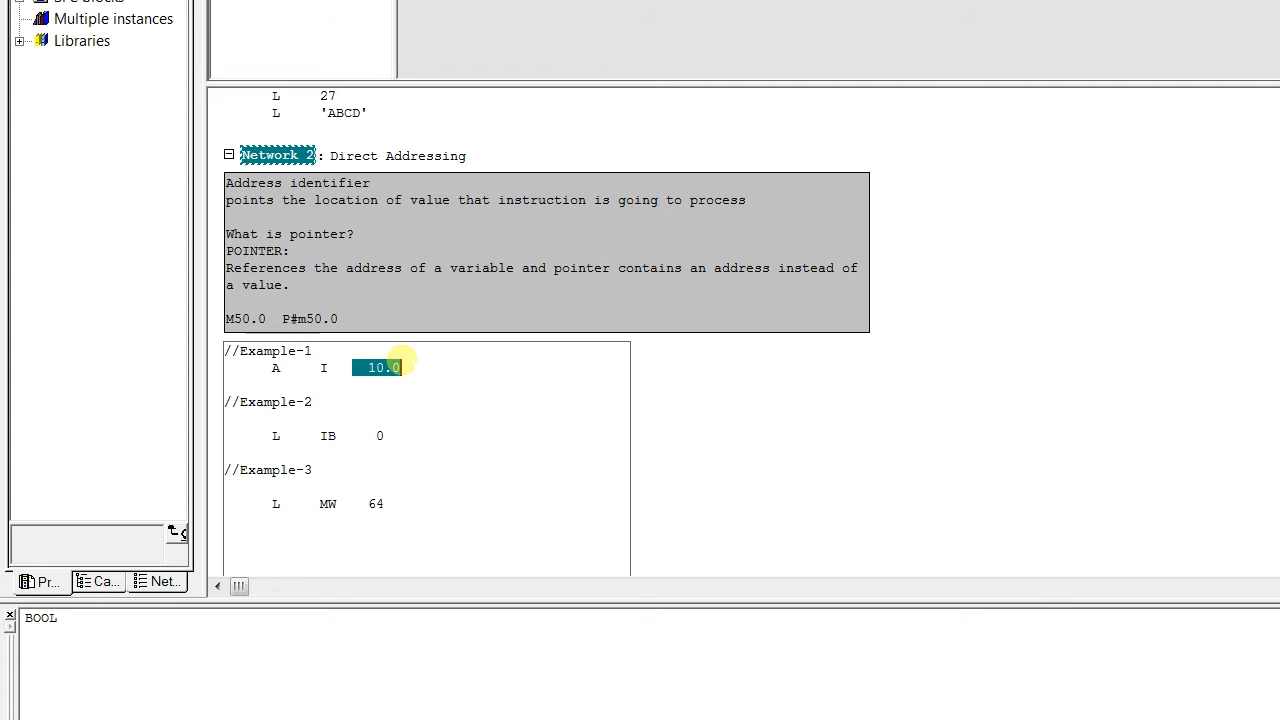 Multiple instances
Libraries
L 27
L 'ABCD'
Network 2 : Direct Addressing
Address identifier
points the location of value that instruction is going to process
What is pointer?
POINTER:
References the address of a variable and pointer contains an address instead of
a value.
M50.0 P#m50.0
//Example-1
A I 10.0
//Example-2
L IB 0
//Example-3
L MW 64
Pr... Ca... Net...
BOOL